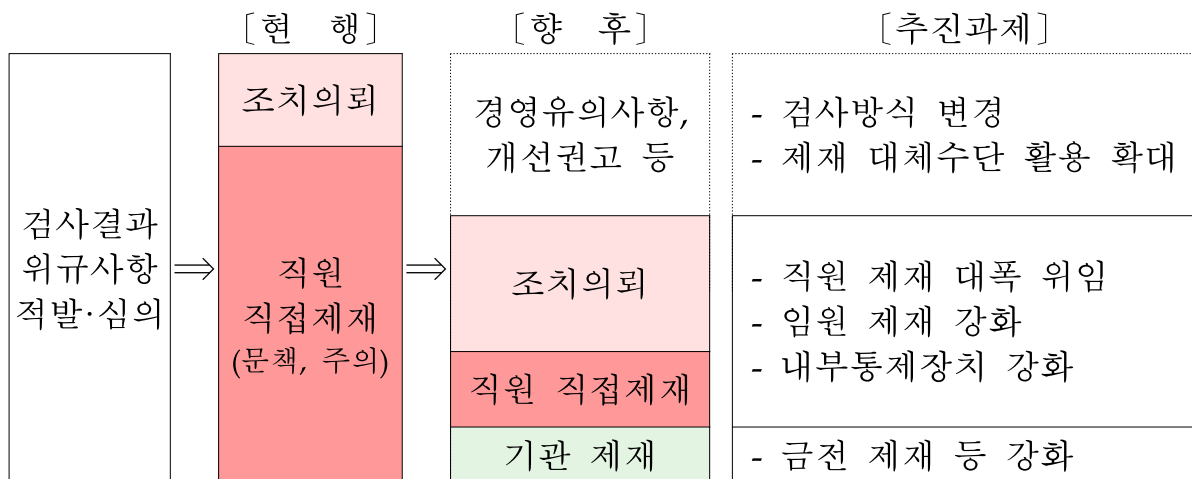 [현 행]
[향 후]
[추진과제]
검사결과
위규사항
적발·심의
⇒
조치의뢰
직원
직접제재
(문책, 주의)
⇒
경영유의사항,
개선권고 등
조치의뢰
직원 직접제재
기관 제재
- 검사방식 변경
- 제재 대체수단 활용 확대
- 직원 제재 대폭 위임
- 임원 제재 강화
- 내부통제장치 강화
- 금전 제재 등 강화